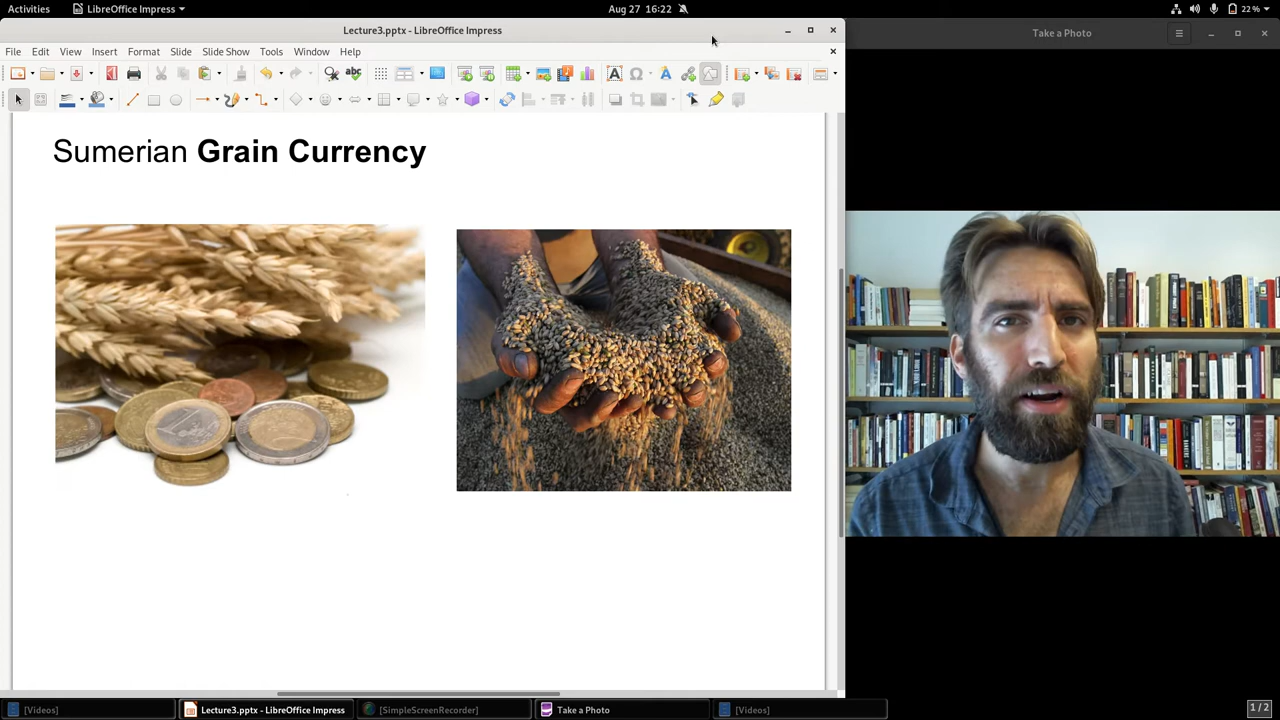 Activities LibreOffice Impress Aug 27 16:22 22 %
Lecture3.pptx - LibreOffice Impress
Take a Photo
File Edit View Insert Format Slide Slide Show Tools Window Help
Sumerian Grain Currency
[Videos] Lecture3.pptx - LibreOffice Impress [SimpleScreenRecorder] Take a Photo [Videos] 1 / 2